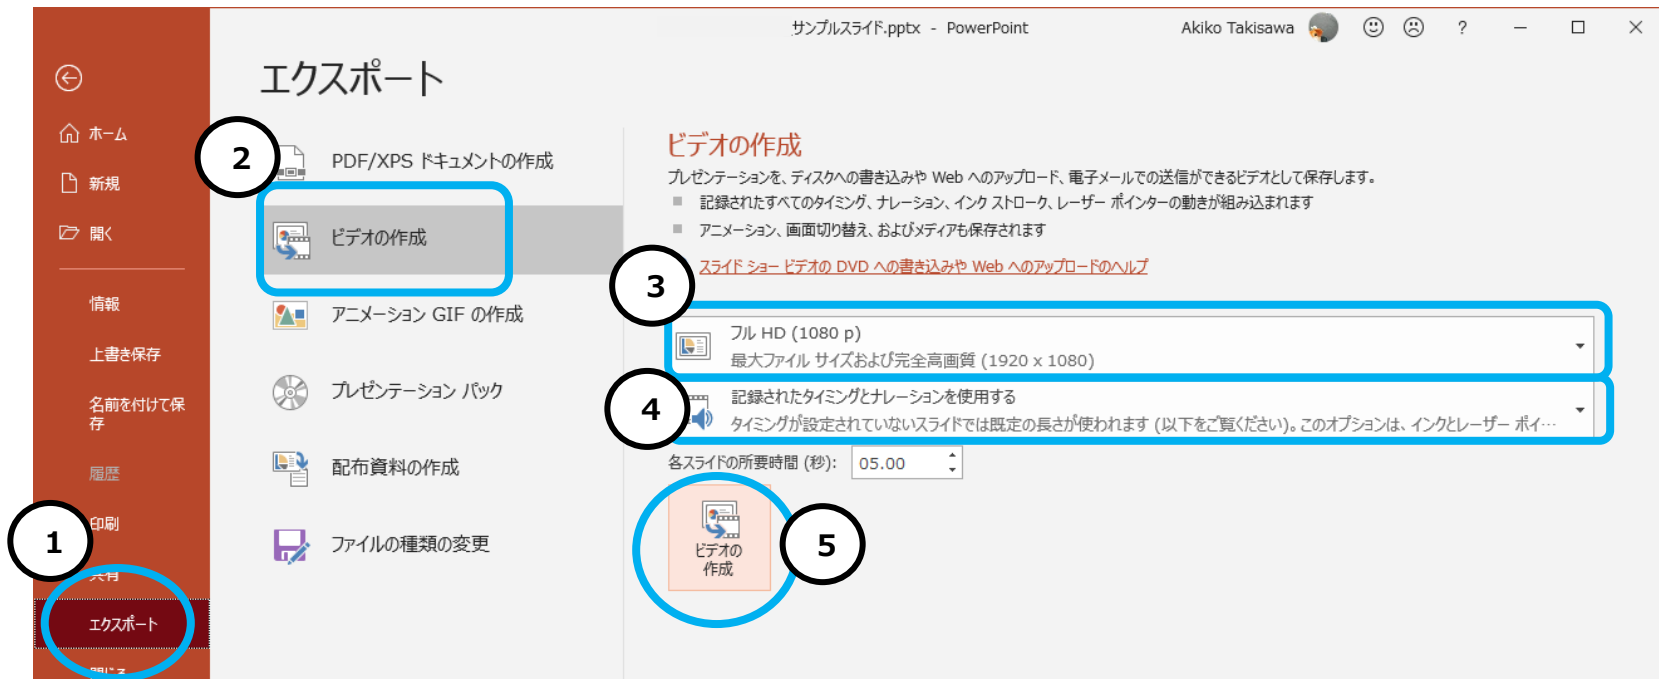 サンプルスライド.pptx - PowerPoint
Akiko Takisawa
?
エクスポート
ホーム
新規
開く
情報
上書き保存
名前を付けて保
存
履歴
印刷
共有
エクスポート
閉じる
1
2
PDF/XPS ドキュメントの作成
ビデオの作成
アニメーション GIF の作成
プレゼンテーション パック
配布資料の作成
ファイルの種類の変更
ビデオの作成
プレゼンテーションを、ディスクへの書き込みや Web へのアップロード、電子メールでの送信ができるビデオとして保存します。
記録されたすべてのタイミング、ナレーション、インク ストローク、レーザー ポインターの動きが組み込まれます
アニメーション、画面切り替え、およびメディアも保存されます
スライド ショー ビデオの DVD への書き込みや Web へのアップロードのヘルプ
3
フル HD (1080 p)
最大ファイル サイズおよび完全高画質 (1920 x 1080)
4
記録されたタイミングとナレーションを使用する
タイミングが設定されていないスライドでは既定の長さが使われます (以下をご覧ください)。このオプションは、インクとレーザー ポイ…
各スライドの所要時間 (秒): 05.00
ビデオの
作成
5